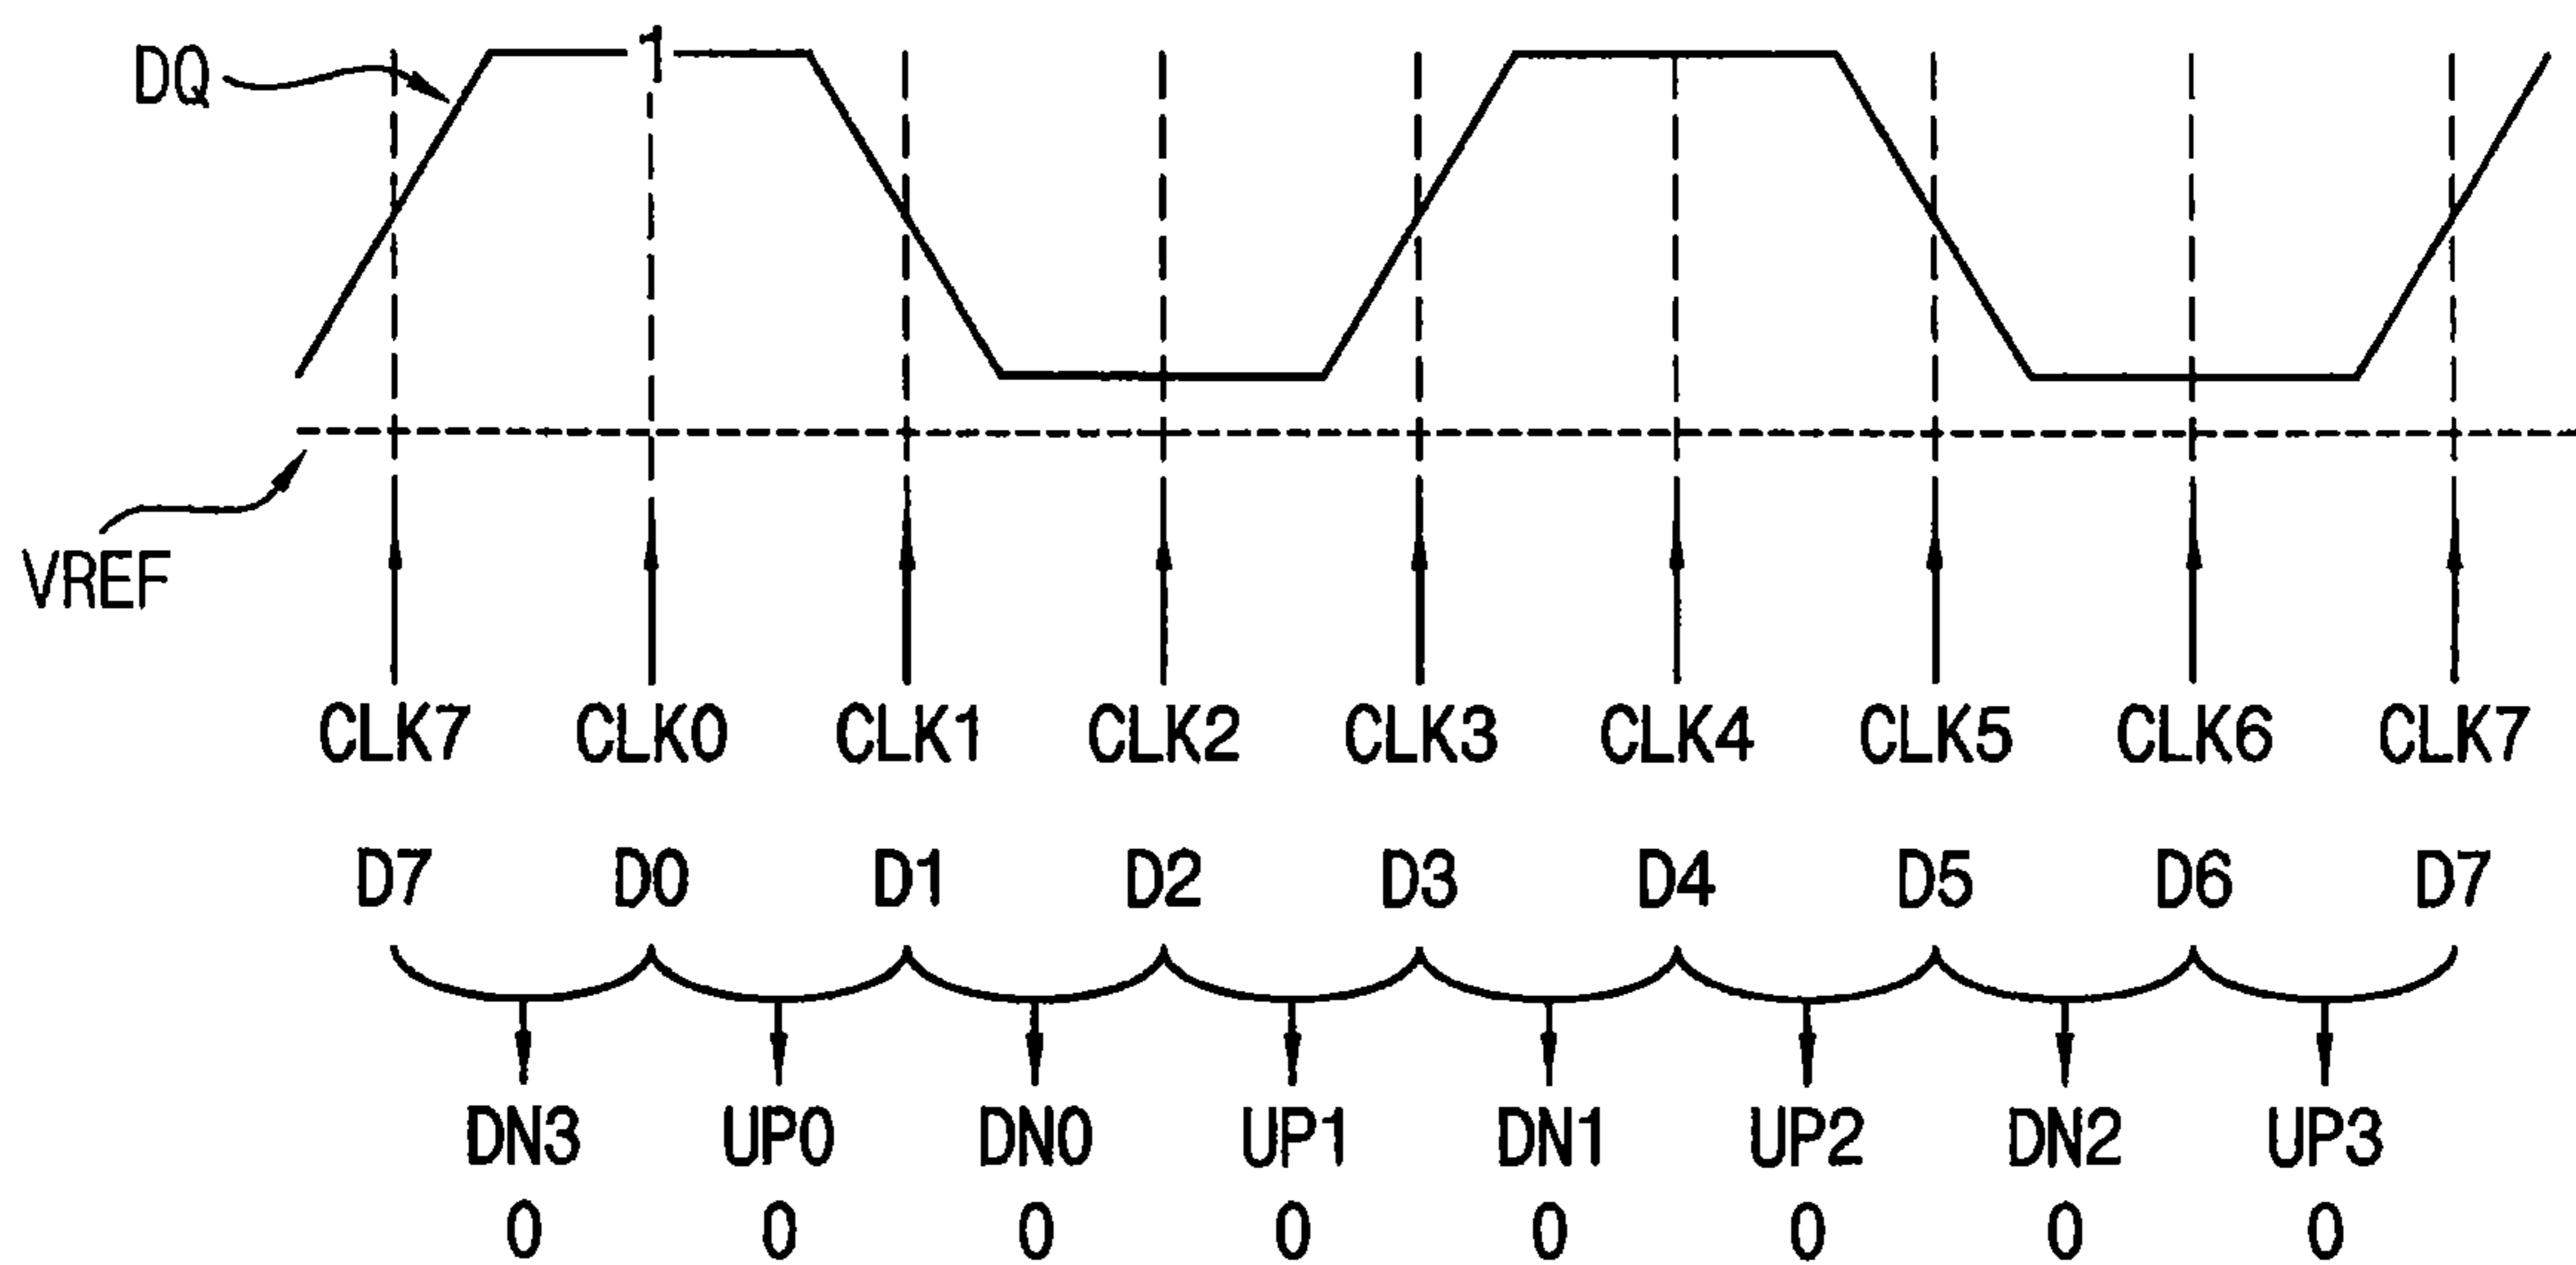 DQ
1
VREF
CLK7 CLK0 CLK1 CLK2 CLK3 CLK4 CLK5 CLK6 CLK7
D7 D0 D1 D2 D3 D4 D5 D6 D7
DN3 UP0 DN0 UP1 DN1 UP2 DN2 UP3
0 0 0 0 0 0 0 0